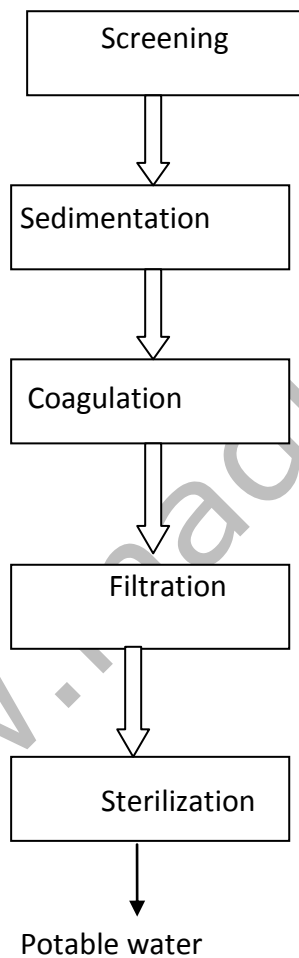 Screening
Sedimentation
Coagulation
Filtration
Sterilization
Potable water